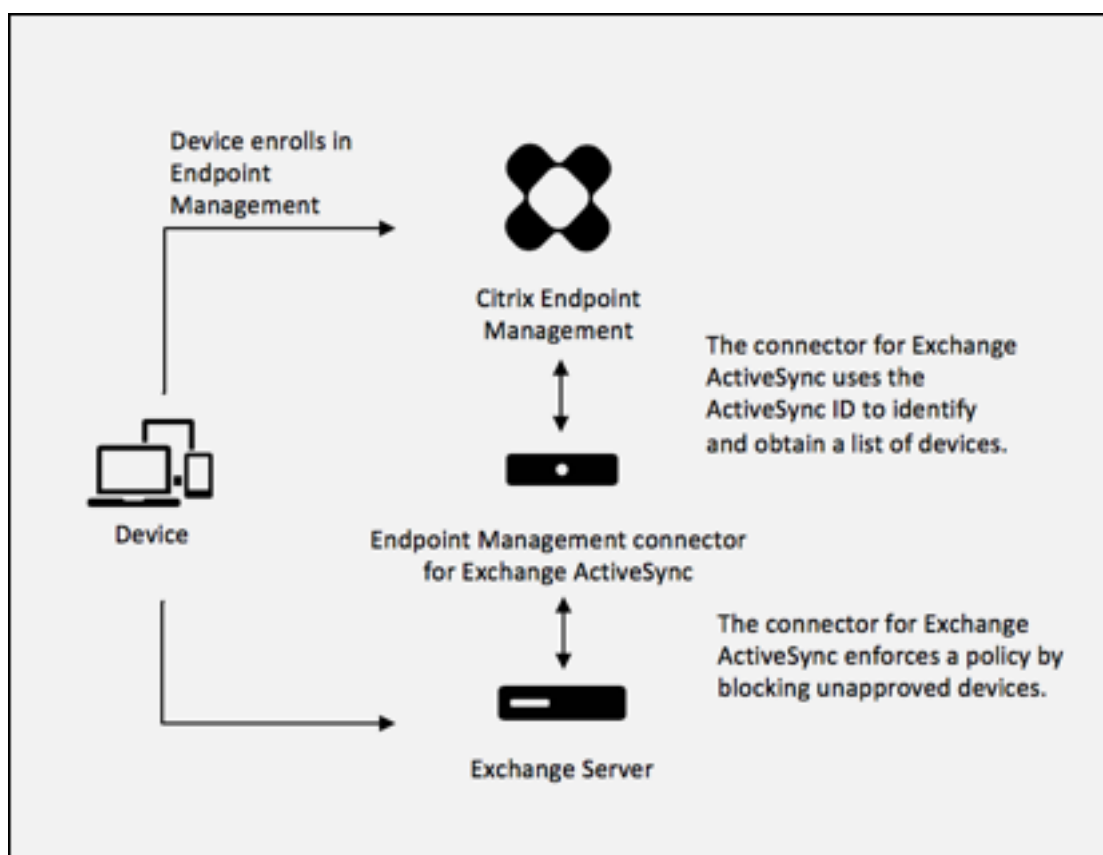 Device enrolls in
Endpoint
Management
Citrix Endpoint
Management
The connector for Exchange
ActiveSync uses the
ActiveSync ID to identify
and obtain a list of devices.
Device
Endpoint Management connector
for Exchange ActiveSync
The connector for Exchange
ActiveSync enforces a policy by
blocking unapproved devices.
Exchange Server